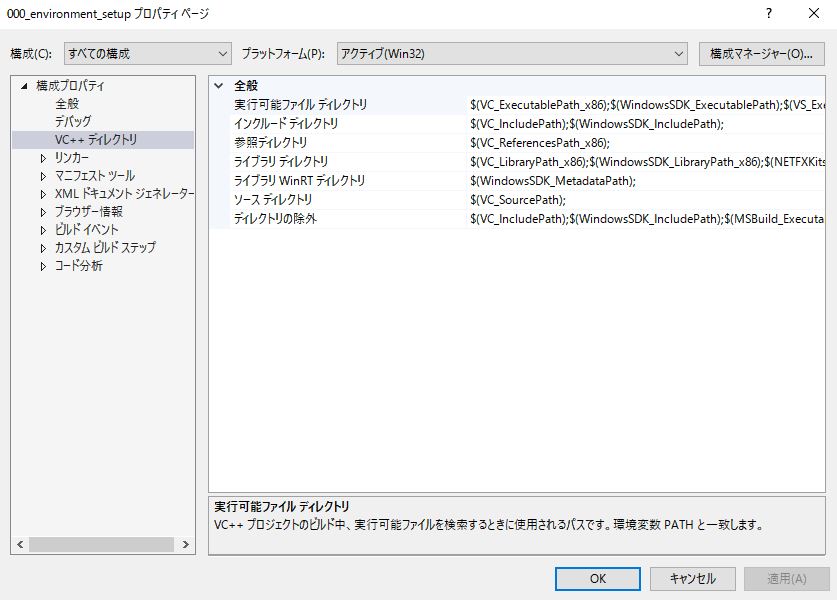 000_environment_setup プロパティ ページ
構成(C): すべての構成 プラットフォーム(P): アクティブ(Win32) 構成マネージャー(O)...
構成プロパティ
全般
デバッグ
VC++ ディレクトリ
リンカー
マニフェスト ツール
XML ドキュメント ジェネレーター
ブラウザー情報
ビルド イベント
カスタム ビルド ステップ
コード分析
全般
実行可能ファイル ディレクトリ $(VC_ExecutablePath_x86);$(WindowsSDK_ExecutablePath);$(VS_Exe
インクルード ディレクトリ $(VC_IncludePath);$(WindowsSDK_IncludePath);
参照ディレクトリ $(VC_ReferencesPath_x86);
ライブラリ ディレクトリ $(VC_LibraryPath_x86);$(WindowsSDK_LibraryPath_x86);$(NETFXKits
ライブラリ WinRT ディレクトリ $(WindowsSDK_MetadataPath);
ソース ディレクトリ $(VC_SourcePath);
ディレクトリの除外 $(VC_IncludePath);$(WindowsSDK_IncludePath);$(MSBuild_Executa
実行可能ファイル ディレクトリ
VC++ プロジェクトのビルド中、実行可能ファイルを検索するときに使用されるパスです。環境変数 PATH と一致します。
OK キャンセル 適用(A)